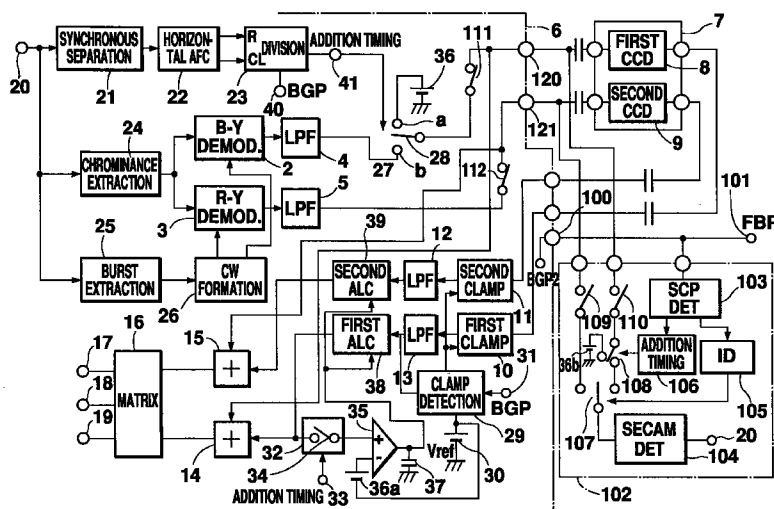 SYNCHRONOUS
SEPARATION
21
HORIZON-
TAL AFC
22
R
CL
DIVISION
23
ADDITION TIMING
41
40
BGP
20
2
6
7
36
111
120
FIRST
CCD
8
SECOND
CCD
9
121
a
28
b
27
112
24
CHROMINANCE
EXTRACTION
B-Y
DEMOD.
2
LPF
4
R-Y
DEMOD.
3
LPF
5
25
BURST
EXTRACTION
CW
FORMATION
26
39
SECOND
ALC
12
LPF
SECOND
CLAMP
11
FIRST
ALC
38
LPF
13
FIRST
CLAMP
10
31
BGP
CLAMP
DETECTION
29
100
101
FBP
BGP2
SCP
DET
103
109
110
36b
108
ADDITION
TIMING
106
ID
105
107
SECAM
DET
104
20
102
16
MATRIX
17
18
19
15
+
14
+
32
34
35
+
-
37
36a
Vref
30
ADDITION TIMING
33